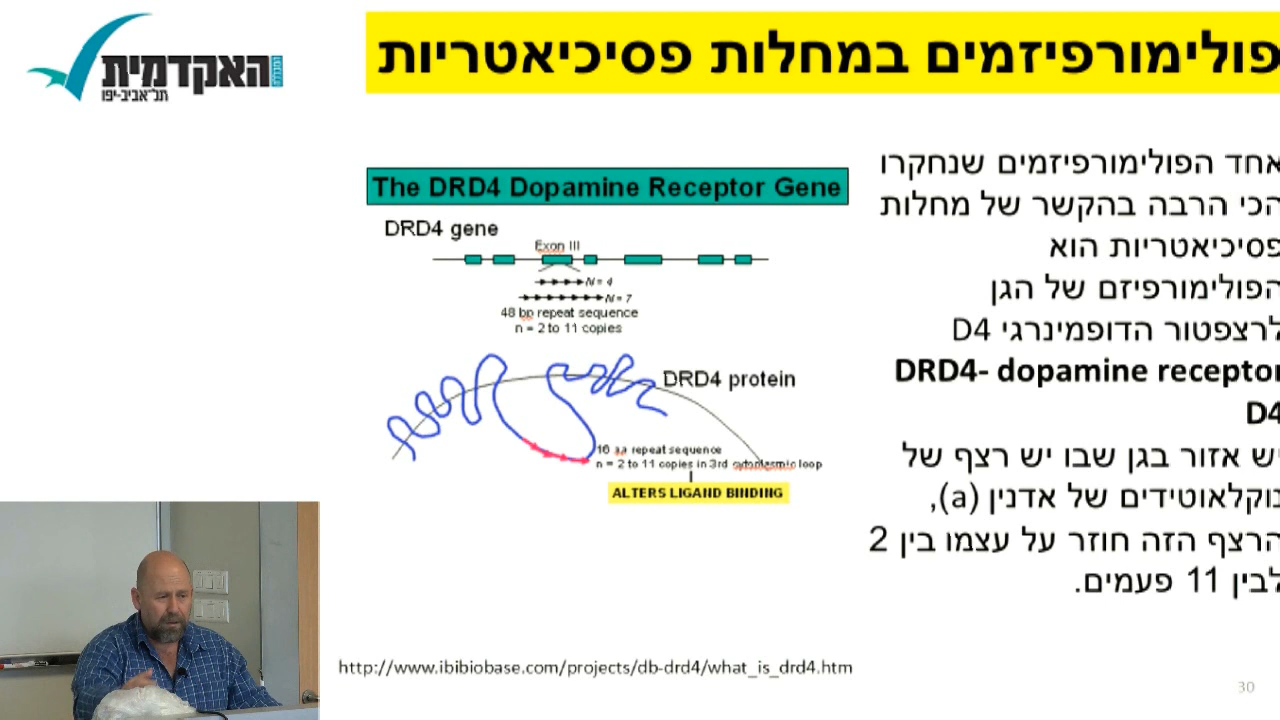 האקדמית
תל־אביב-יפו
פולימורפיזמים במחלות פסיכיאטריות
אחד הפולימורפיזמים שנחקרו
הכי הרבה בהקשר של מחלות
פסיכיאטריות הוא
הפולימורפיזם של הגן
לרצפטור הדופמינרגי D4
DRD4- dopamine receptor
D4
יש אזור בגן שבו יש רצף של
נוקלאוטידים של אדנין (a),
הרצף הזה חוזר על עצמו בין 2
לבין 11 פעמים.
The DRD4 Dopamine Receptor Gene
DRD4 gene
Exon III
N = 4
N = 7
48 bp repeat sequence
n = 2 to 11 copies
DRD4 protein
16 aa repeat sequence
n = 2 to 11 copies in 3rd cytoplasmic loop
ALTERS LIGAND BINDING
http://www.ibibiobase.com/projects/db-drd4/what_is_drd4.htm
30